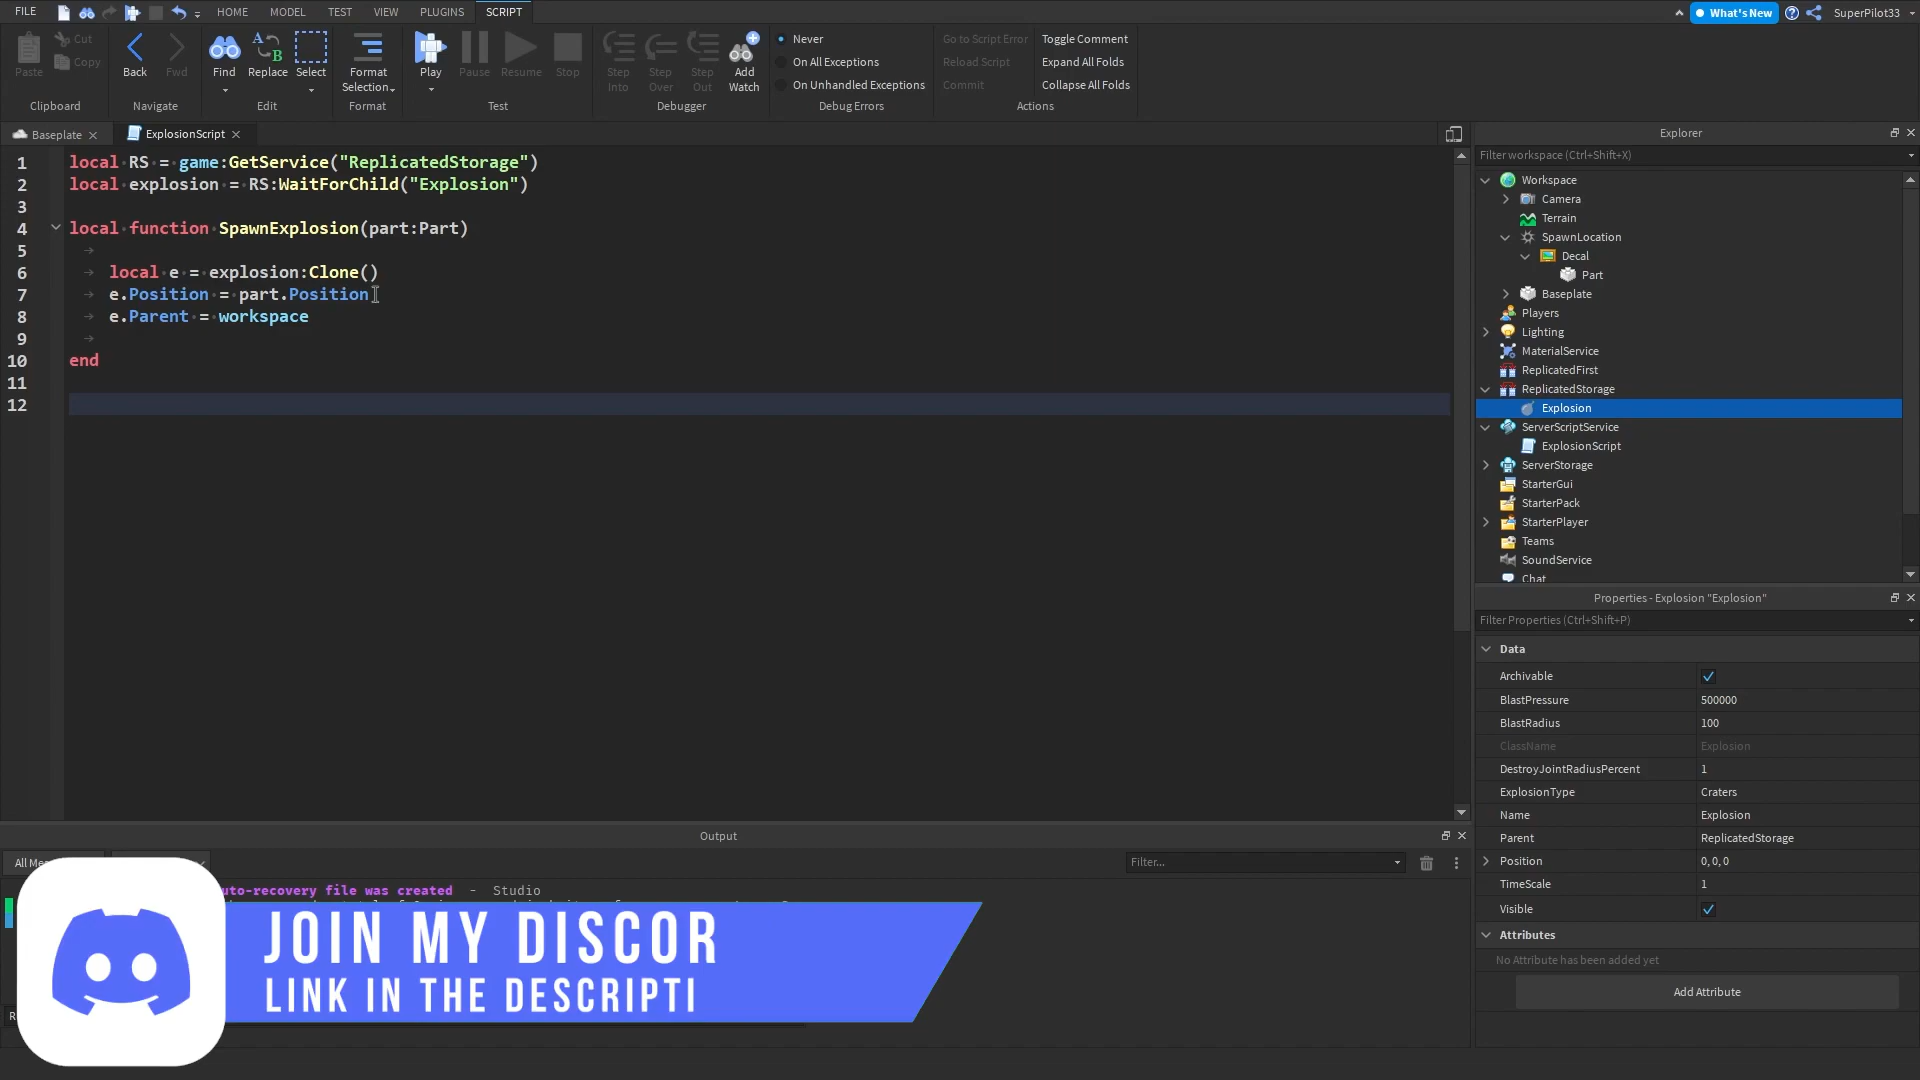 FILE
HOME
MODEL
TEST
VIEW
PLUGINS
SCRIPT
What's New
SuperPilot33
Paste
Cut
Copy
Clipboard
Back
Fwd
Navigate
Find
Replace
Select
Edit
Format
Selection
Format
Play
Pause
Resume
Stop
Test
Step
Into
Step
Over
Step
Out
Add
Watch
Debugger
Never
On All Exceptions
On Unhandled Exceptions
Debug Errors
Go to Script Error
Reload Script
Commit
Toggle Comment
Expand All Folds
Collapse All Folds
Actions
Baseplate
ExplosionScript
1 local RS = game:GetService("ReplicatedStorage")
2 local explosion = RS:WaitForChild("Explosion")
3
4 local function SpawnExplosion(part:Part)
5
6 local e = explosion:Clone()
7 e.Position = part.Position
8 e.Parent = workspace
9
10 end
11
12
Explorer
Filter workspace (Ctrl+Shift+X)
Workspace
Camera
Terrain
SpawnLocation
Decal
Part
Baseplate
Players
Lighting
MaterialService
ReplicatedFirst
ReplicatedStorage
Explosion
ServerScriptService
ExplosionScript
ServerStorage
StarterGui
StarterPack
StarterPlayer
Teams
SoundService
Chat
Properties - Explosion "Explosion"
Filter Properties (Ctrl+Shift+P)
Data
Archivable
BlastPressure 500000
BlastRadius 100
ClassName Explosion
DestroyJointRadiusPercent 1
ExplosionType Craters
Name Explosion
Parent ReplicatedStorage
Position 0, 0, 0
TimeScale 1
Visible
Attributes
No Attribute has been added yet
Add Attribute
Output
All Me
Filter...
uto-recovery file was created - Studio
JOIN MY DISCOR
LINK IN THE DESCRIPTI